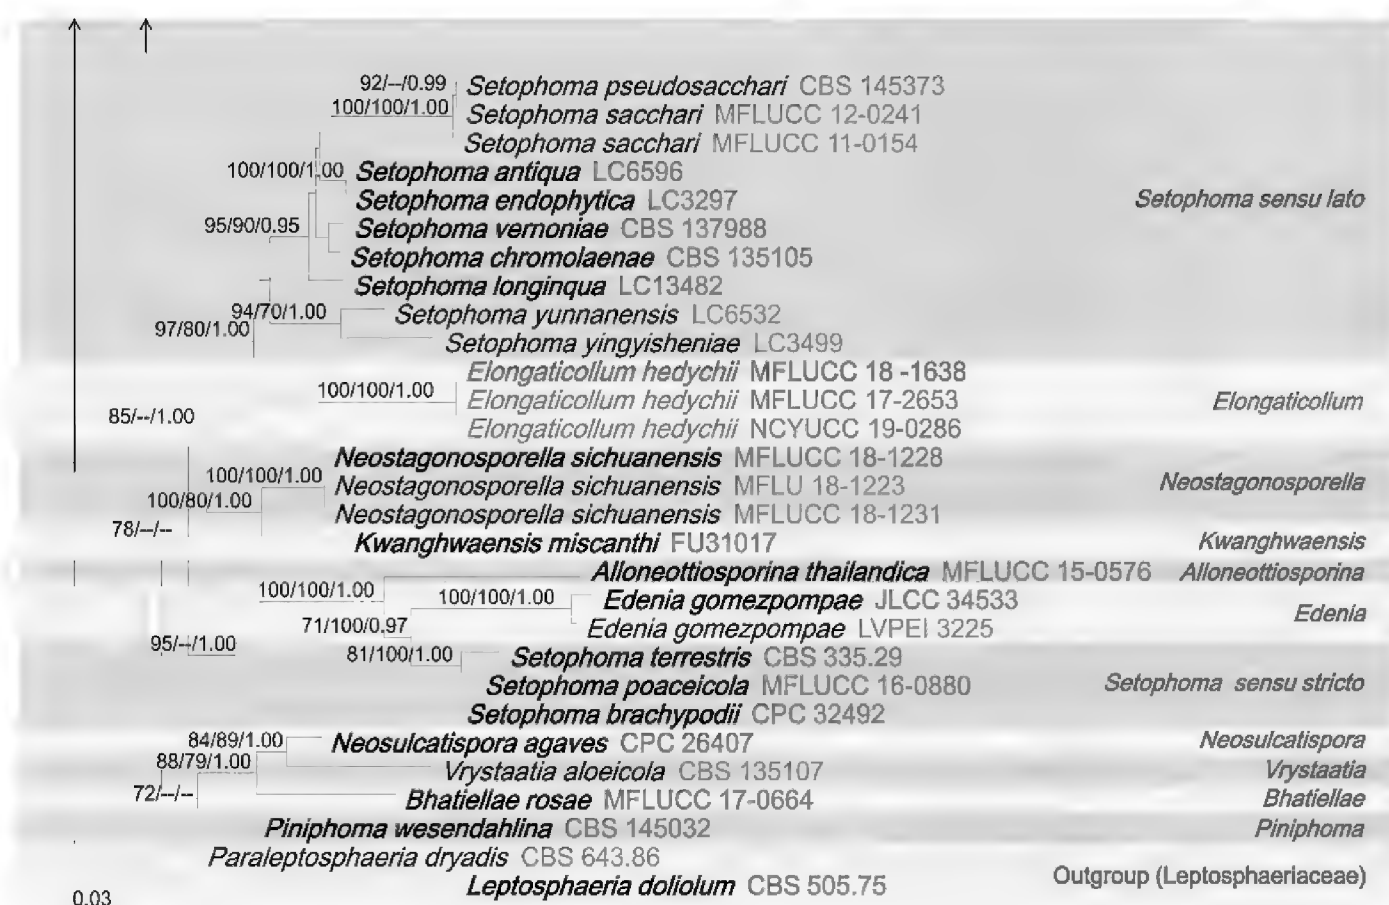 92/--/0.99 Setophoma pseudosacchari CBS 145373
100/100/1.00 Setophoma sacchari MFLUCC 12-0241
Setophoma sacchari MFLUCC 11-0154
100/100/1.00 Setophoma antiqua LC6596
Setophoma endophytica LC3297 Setophoma sensu lato
95/90/0.95 Setophoma vernoniae CBS 137988
Setophoma chromolaenae CBS 135105
Setophoma longinqua LC13482
94/70/1.00 Setophoma yunnanensis LC6532
97/80/1.00
Setophoma yingyisheniae LC3499
Elongaticollum hedychii MFLUCC 18 -1638
100/100/1.00 Elongaticollum hedychii MFLUCC 17-2653 Elongaticollum
85/--/1.00
Elongaticollum hedychii NCYUCC 19-0286
Neostagonosporella sichuanensis MFLUCC 18-1228
100/100/1.00 Neostagonosporella sichuanensis MFLU 18-1223 Neostagonosporella
100/80/1.00
Neostagonosporella sichuanensis MFLUCC 18-1231
78/--/--
Kwanghwaensis miscanthi FU31017 Kwanghwaensis
Alloneottiosporina thailandica MFLUCC 15-0576 Alloneottiosporina
100/100/1.00 100/100/1.00 Edenia gomezpompae JLCC 34533 Edenia
71/100/0.97 Edenia gomezpompae LVPEI 3225
95/--/1.00 81/100/1.00 Setophoma terrestris CBS 335.29
Setophoma poaceicola MFLUCC 16-0880 Setophoma sensu stricto
Setophoma brachypodii CPC 32492
84/89/1.00 Neosulcatispora agaves CPC 26407 Neosulcatispora
88/79/1.00 Vrystaatia aloeicola CBS 135107 Vrystaatia
72/--/-- Bhatiellae rosae MFLUCC 17-0664 Bhatiellae
Piniphoma wesendahlina CBS 145032 Piniphoma
Paraleptosphaeria dryadis CBS 643.86
Leptosphaeria doliolum CBS 505.75 Outgroup (Leptosphaeriaceae)
0.03